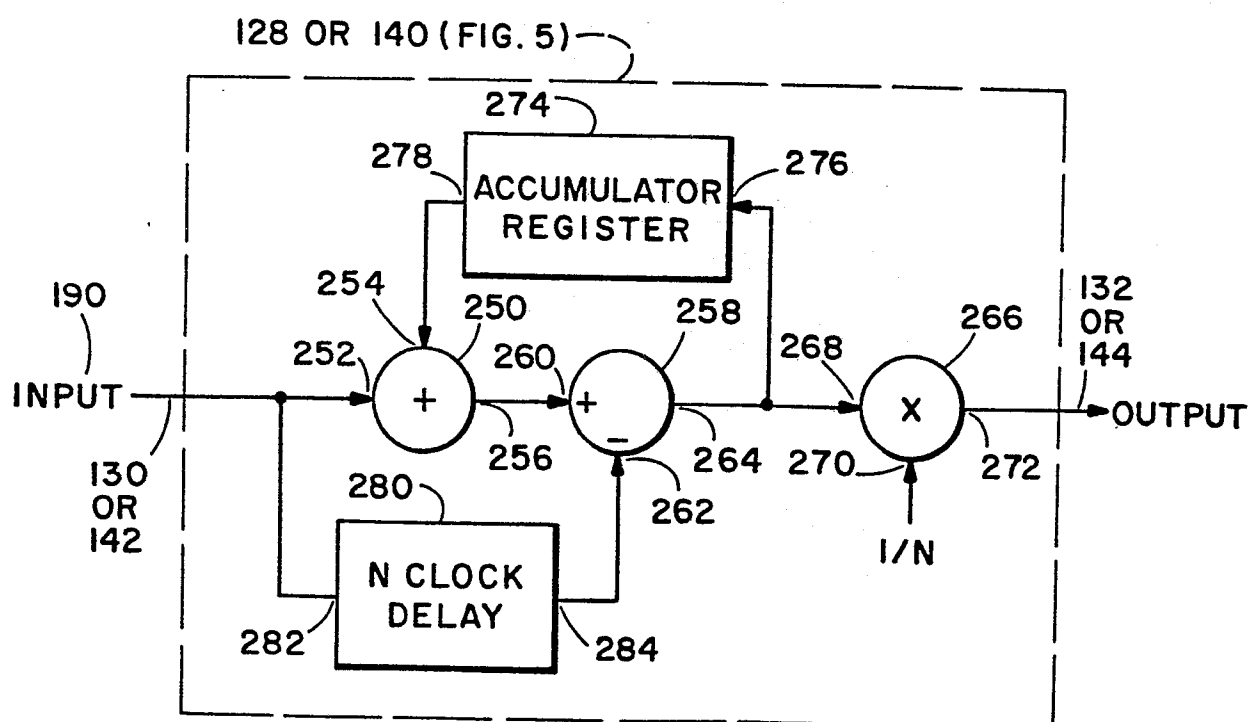 128 OR 140 (FIG. 5)
274
278
276
ACCUMULATOR
REGISTER
190
254
250
258
132
OR
144
266
252
260
268
INPUT
+
+
−
X
OUTPUT
256
264
270
272
130
OR
142
280
262
1/N
N CLOCK
DELAY
282
284